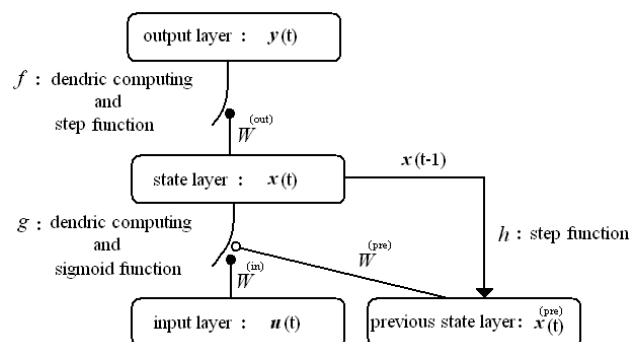 output layer : y(t)
f : dendric computing
and
step function
W(out)
state layer : x(t)
x(t-1)
g : dendric computing
and
sigmoid function
h : step function
W(pre)
W(in)
input layer : u(t)
previous state layer: x(t)(pre)